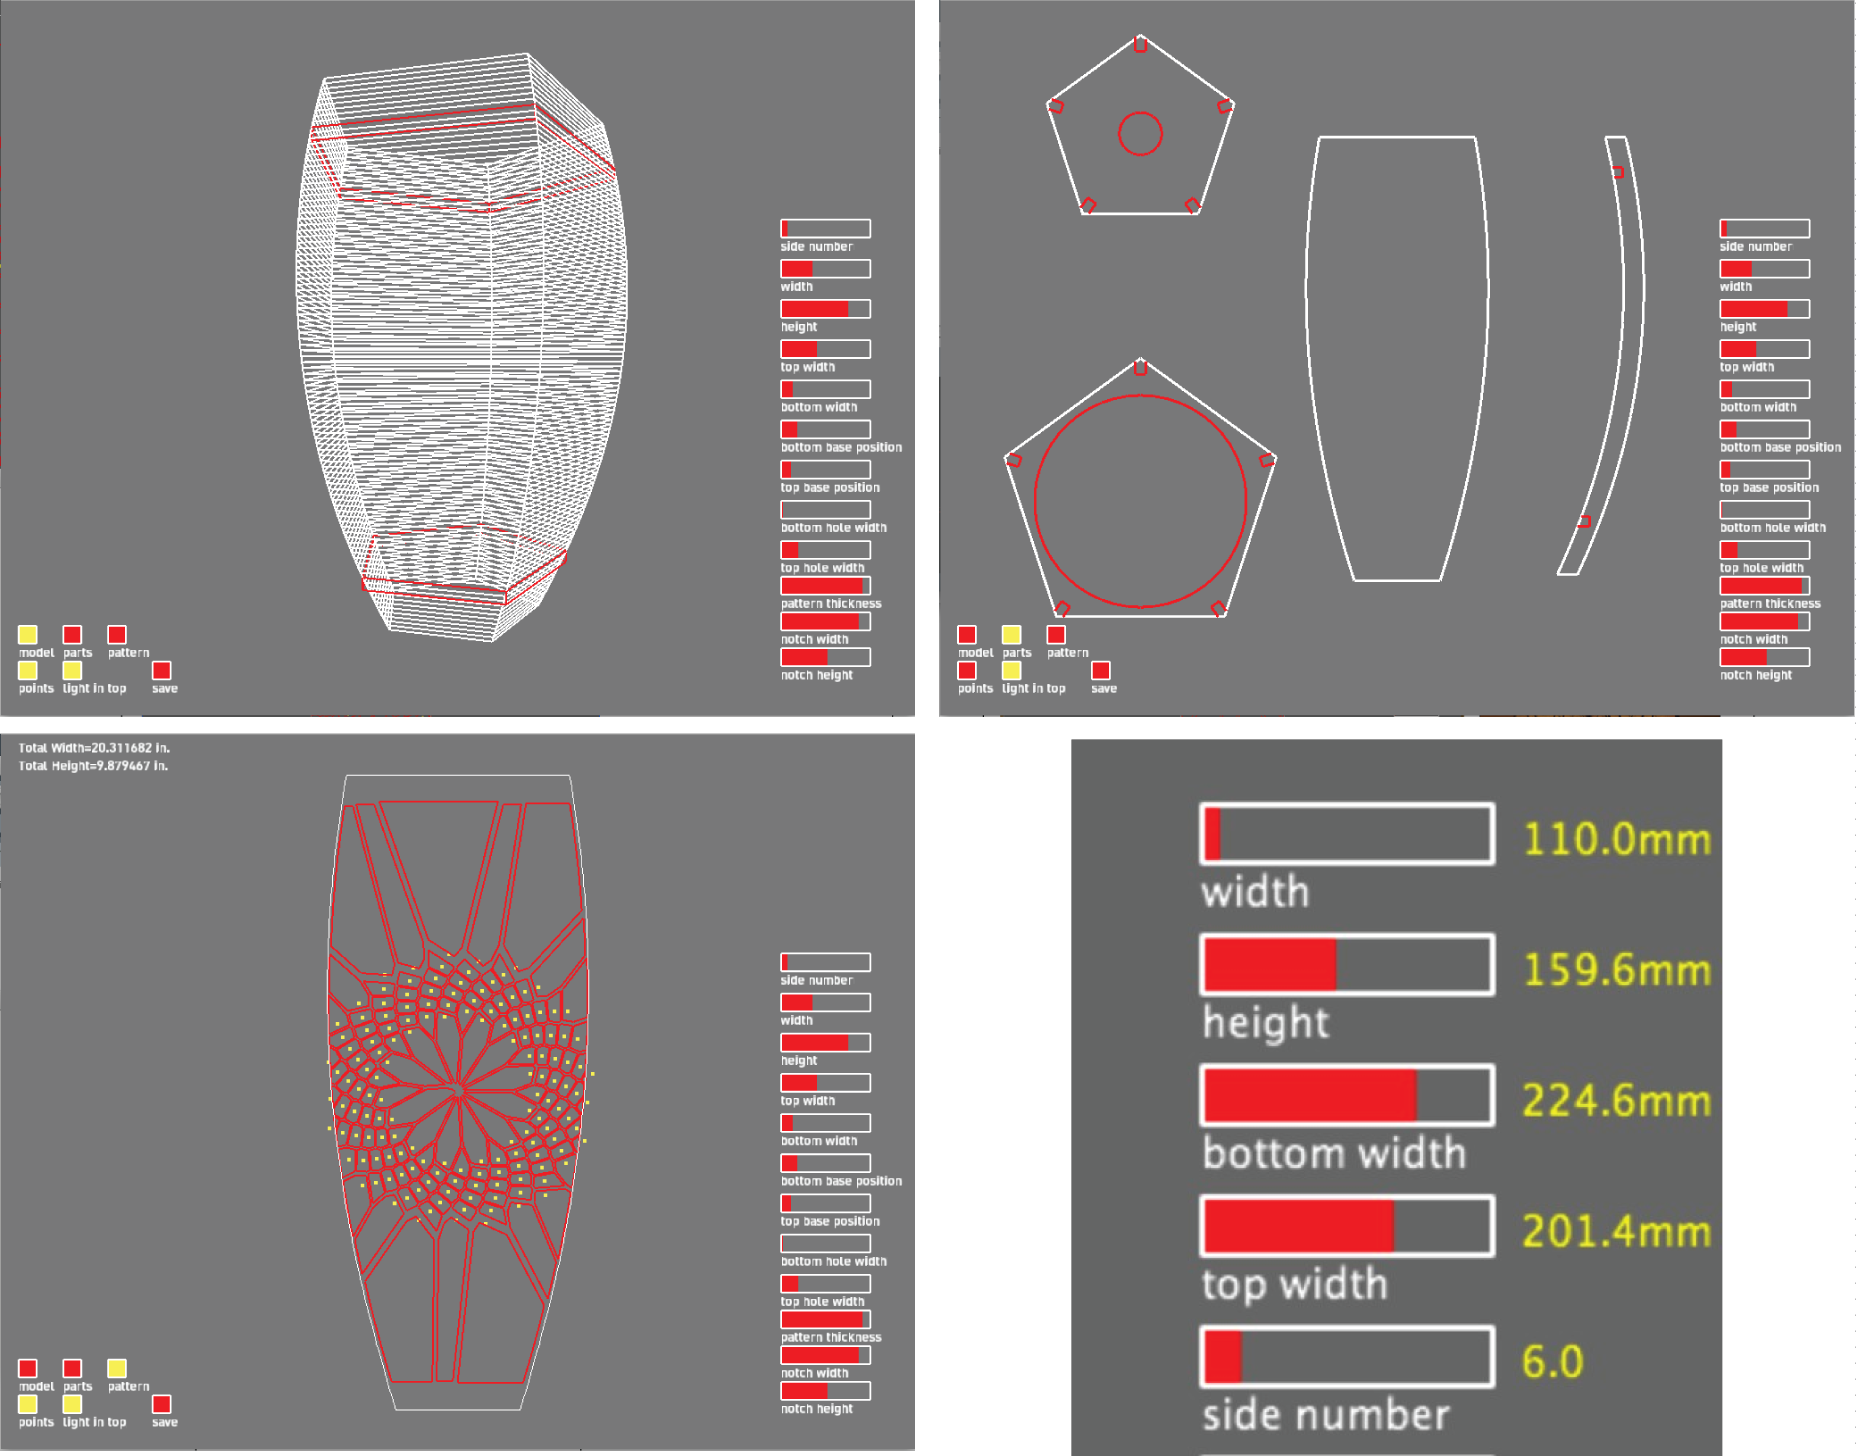 side number
width
height
top width
bottom width
bottom base position
top base position
bottom hole width
top hole width
pattern thickness
notch width
notch height
model parts pattern
points light in top save
side number
width
height
top width
bottom width
bottom base position
top base position
bottom hole width
top hole width
pattern thickness
notch width
notch height
model parts pattern
points light in top save
Total Width=20.311682 in.
Total Height=9.879467 in.
side number
width
height
top width
bottom width
bottom base position
top base position
bottom hole width
top hole width
pattern thickness
notch width
notch height
model parts pattern
points light in top save
110.0mm
width
159.6mm
height
224.6mm
bottom width
201.4mm
top width
6.0
side number